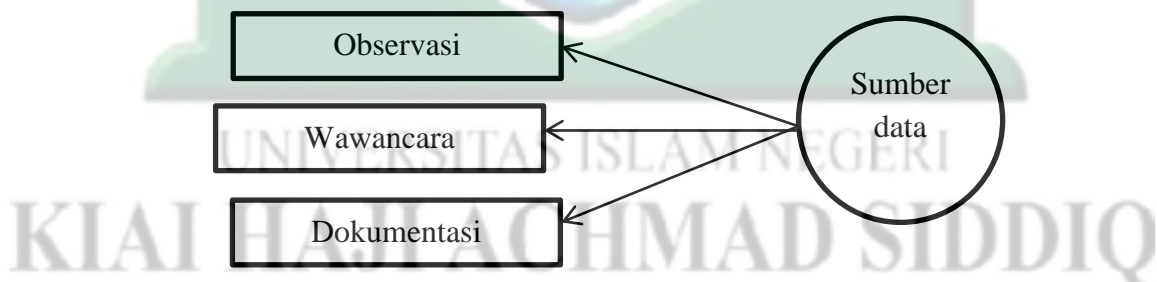 Observasi
Sumber
data
Wawancara
UNIVERSITAS ISLAM NEGERI
Dokumentasi
KIAI HAJI ACHMAD SIDDIQ